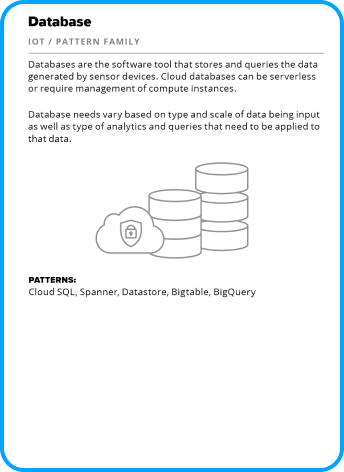 Database
IOT / PATTERN FAMILY
Databases are the software tool that stores and queries the data
generated by sensor devices. Cloud databases can be serverless
or require management of compute instances.
Database needs vary based on type and scale of data being input
as well as type of analytics and queries that need to be applied to
that data.
PATTERNS:
Cloud SQL, Spanner, Datastore, Bigtable, BigQuery